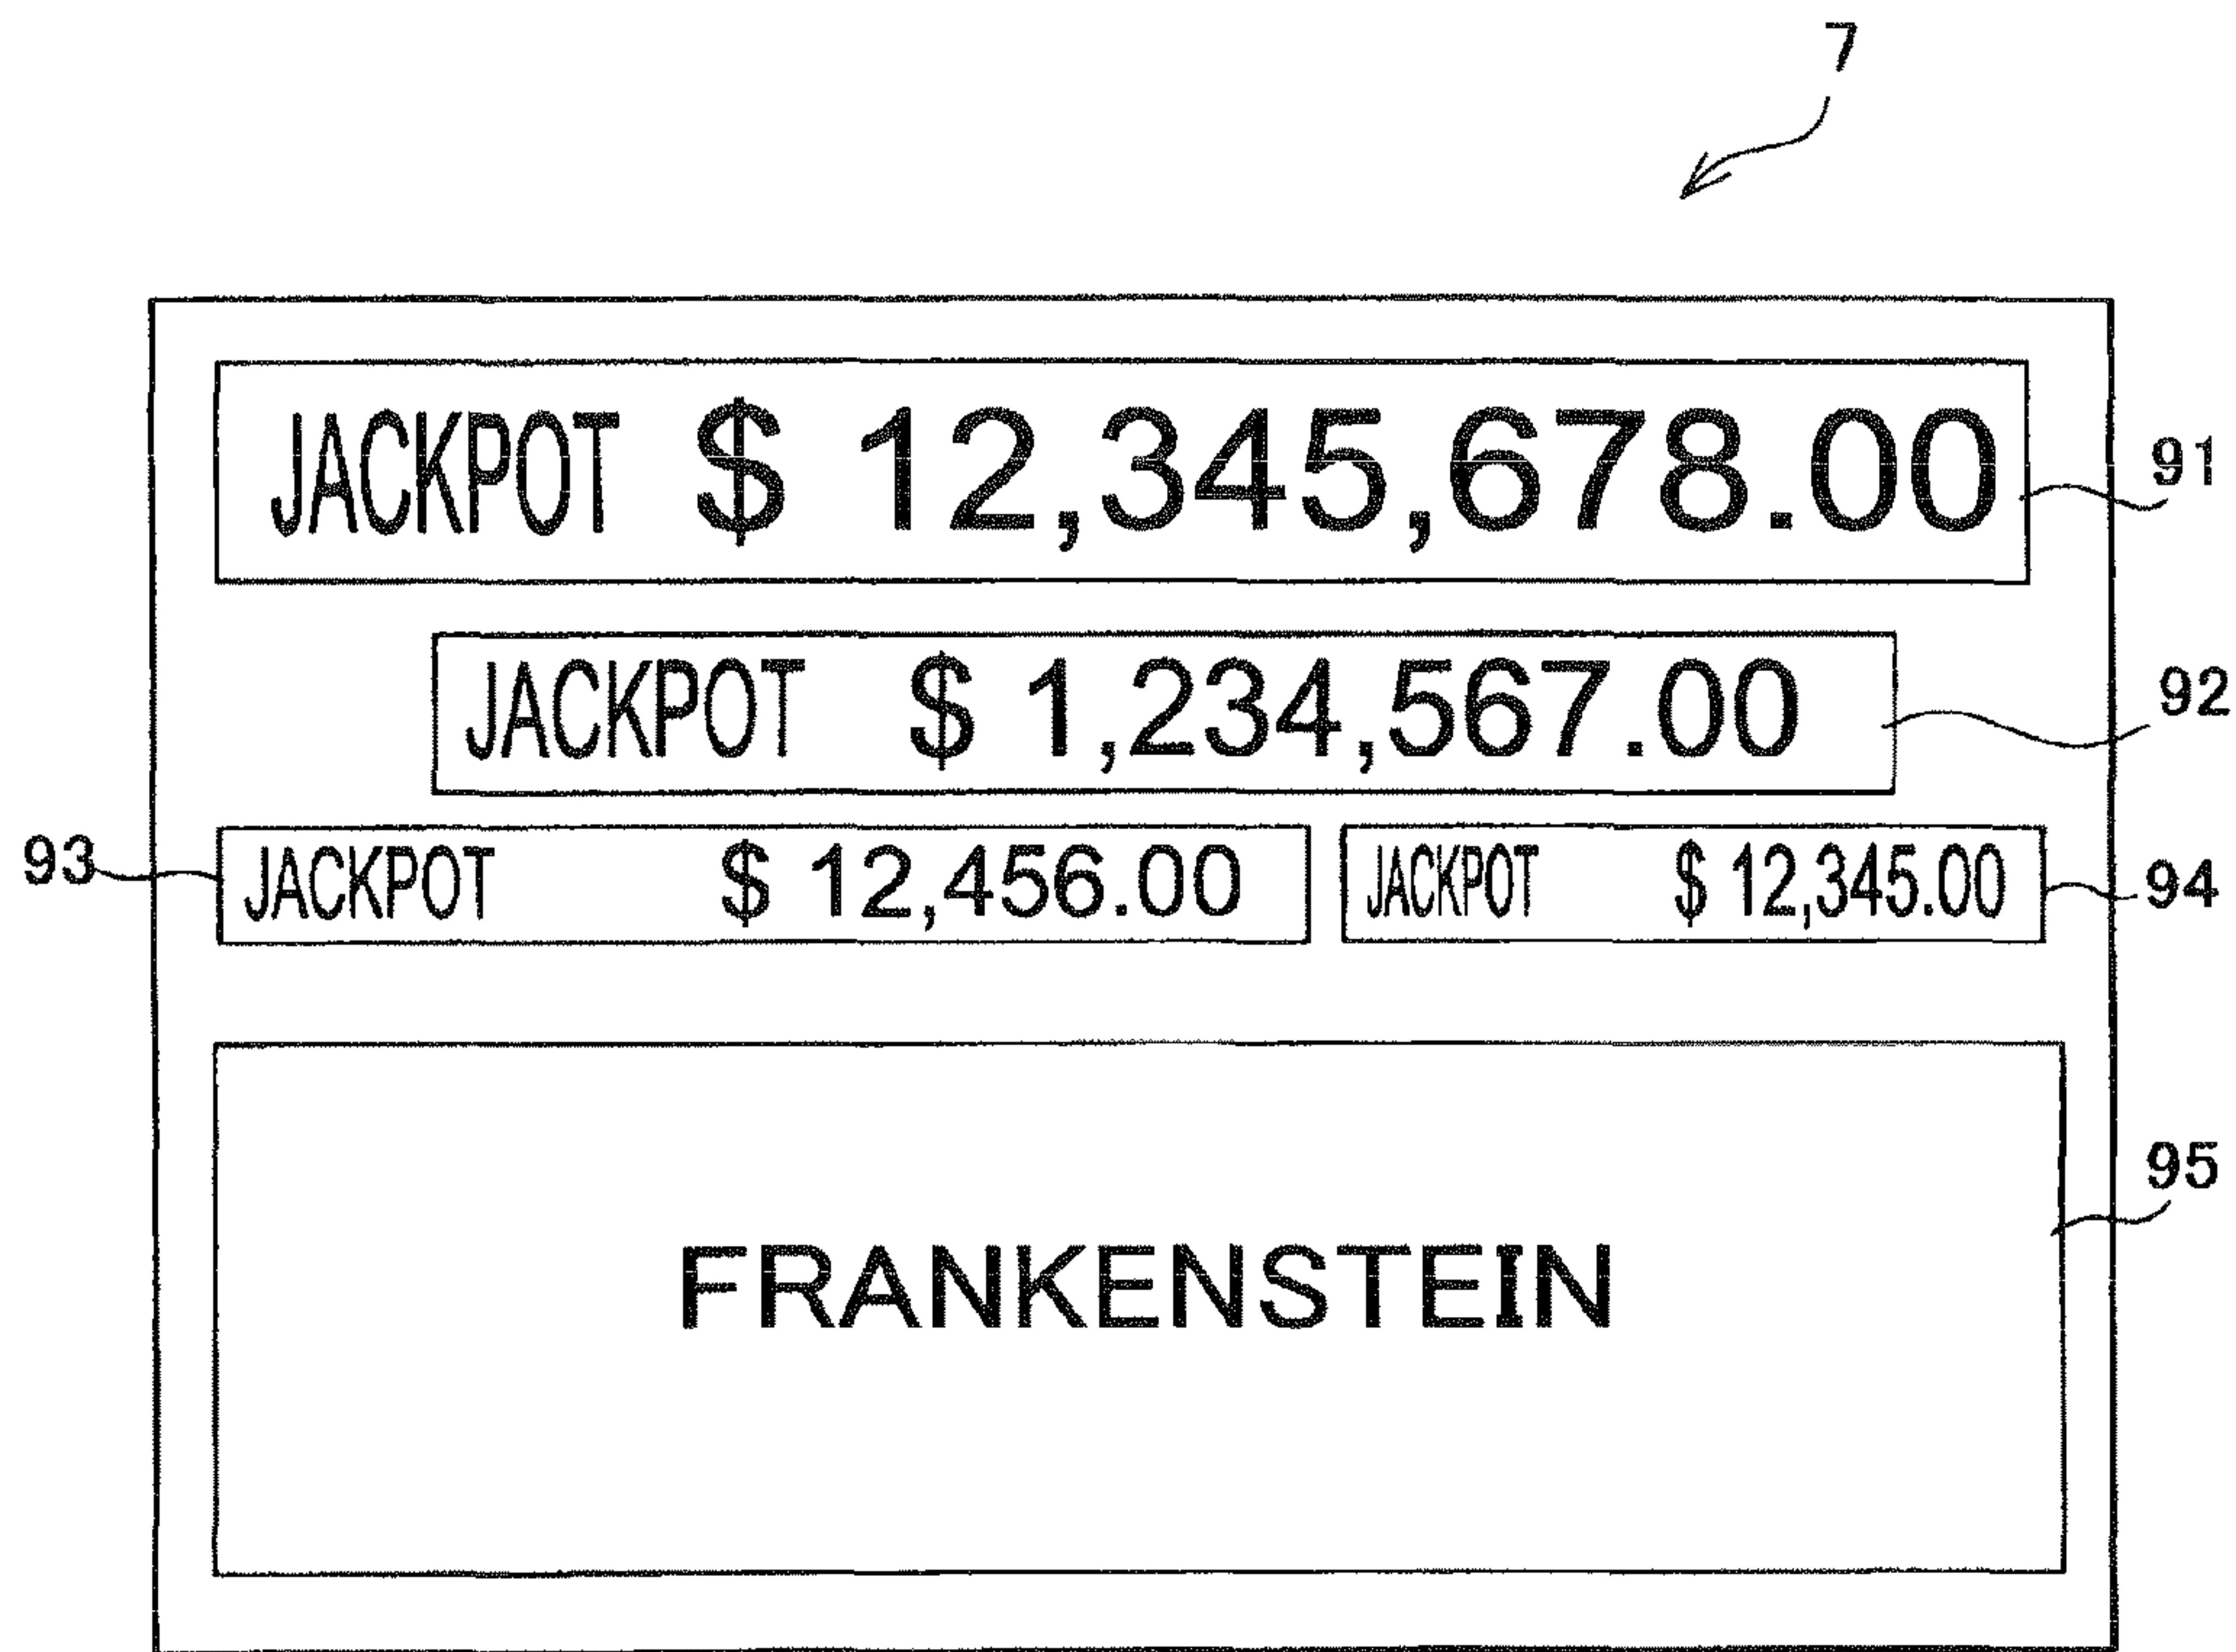 7
JACKPOT $ 12,345,678.00 91
JACKPOT $ 1,234,567.00 92
93 JACKPOT $ 12,456.00 JACKPOT $ 12,345.00 94
95
FRANKENSTEIN